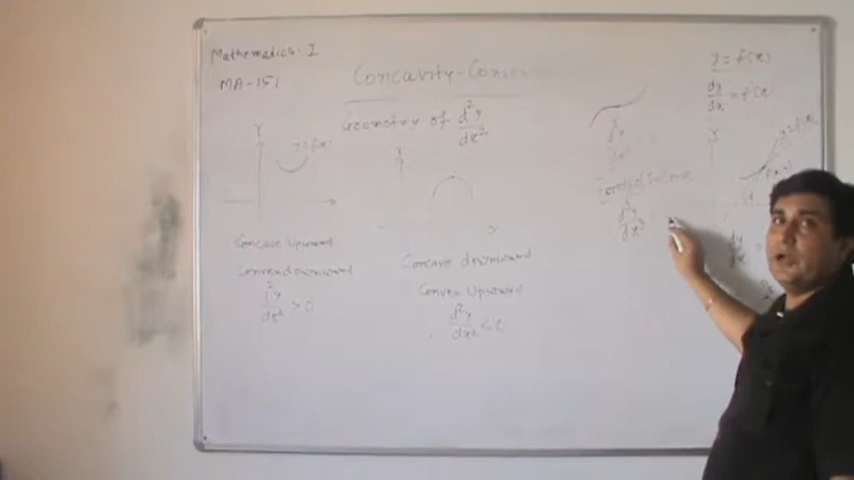 Mathematics: I
MA-151
Concavity-Convex
Geometry of d²y/dx²
Y
y=f(x)
Concave Upward
Convex downward
d²y/dx² > 0
Y
X
Concave downward
Convex Upward
d²y/dx² < 0
d²y/dx²
Point of Inflexion
d²y/dx²
y = f(x)
dy/dx = f'(x)
Y
y=f(x)
dy/dx =